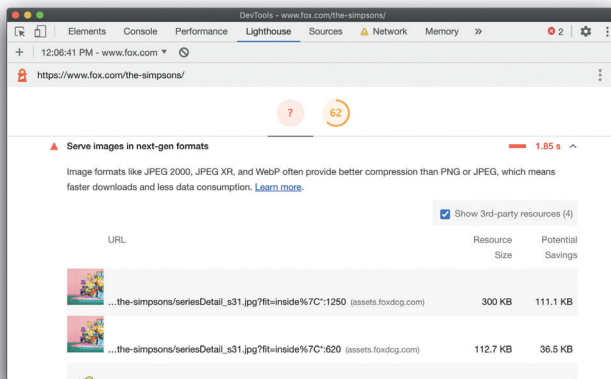 DevTools - www.fox.com/the-simpsons/
Elements Console Performance Lighthouse Sources Network Memory » 2
+ 12:06:41 PM - www.fox.com ▼
https://www.fox.com/the-simpsons/
? 62
Serve images in next-gen formats 1.85 s
Image formats like JPEG 2000, JPEG XR, and WebP often provide better compression than PNG or JPEG, which means
faster downloads and less data consumption. Learn more.
Show 3rd-party resources (4)
URL Resource Potential
Size Savings
...the-simpsons/seriesDetail_s31.jpg?fit=inside%7C*:1250 (assets.foxdcg.com) 300 KB 111.1 KB
...the-simpsons/seriesDetail_s31.jpg?fit=inside%7C*:620 (assets.foxdcg.com) 112.7 KB 36.5 KB